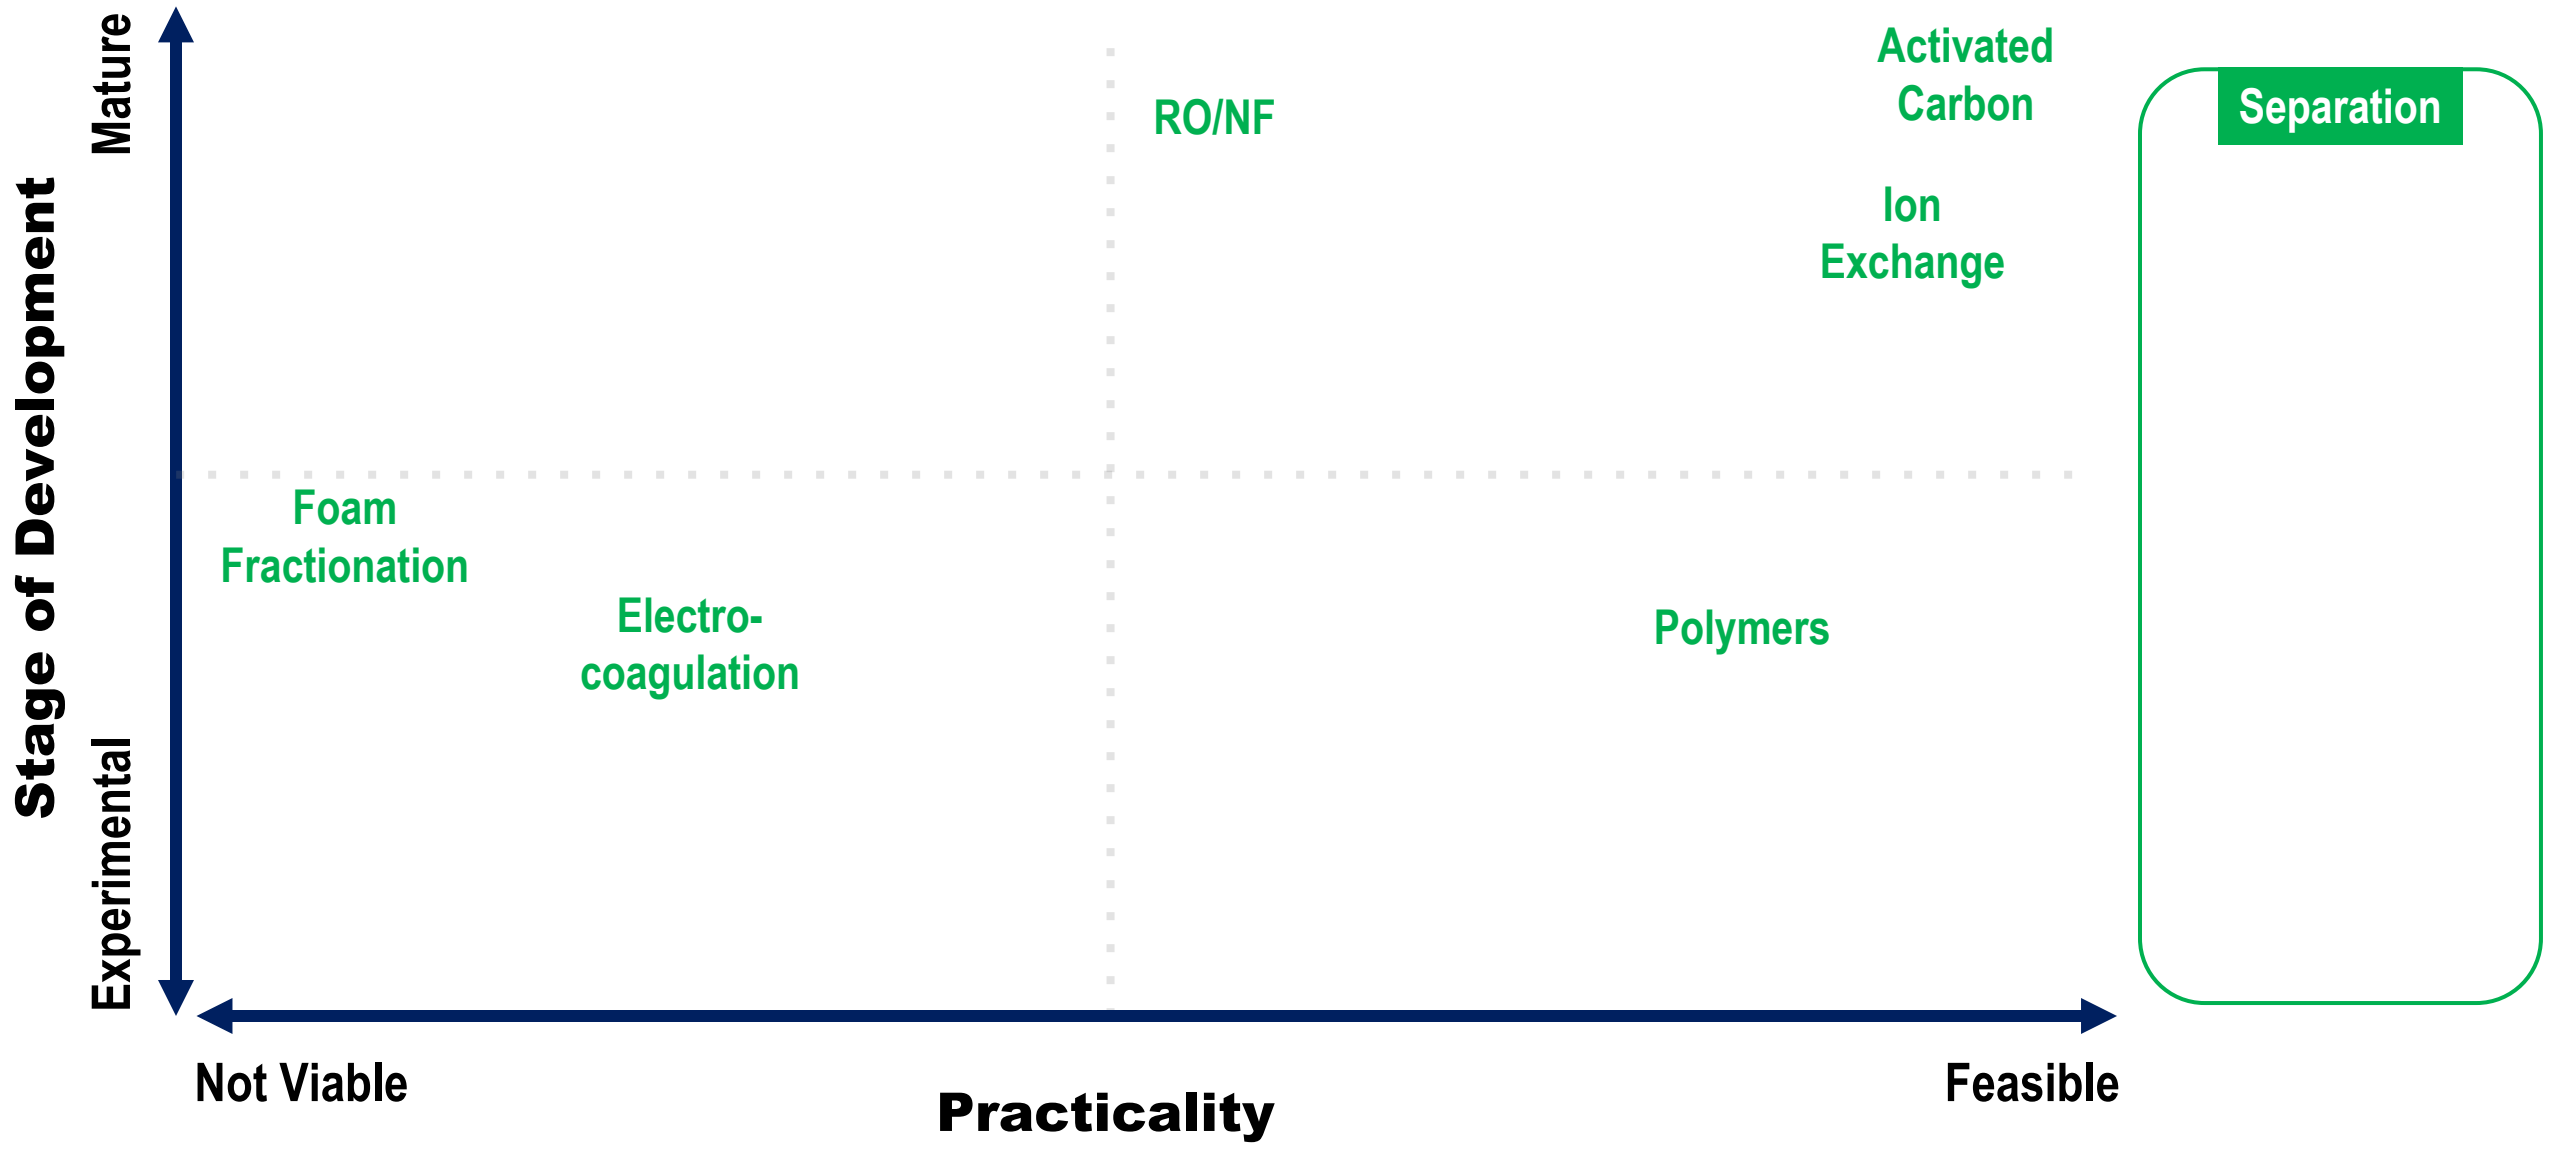 Stage of Development
Mature
Experimental
RO/NF
Activated
Carbon
Ion
Exchange
Separation
Foam
Fractionation
Electro-
coagulation
Polymers
Not Viable
Feasible
Practicality